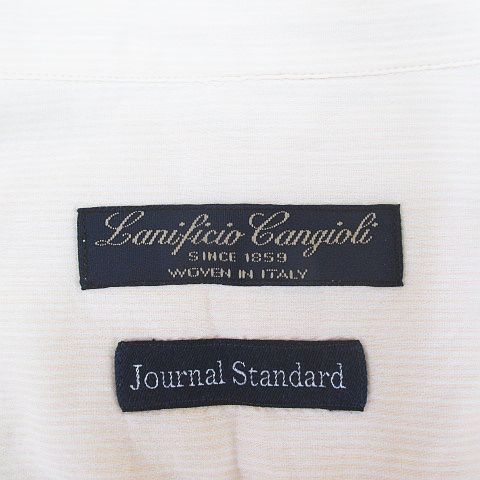 Lanificio Cangioli
SINCE 1859
WOVEN IN ITALY
Journal Standard